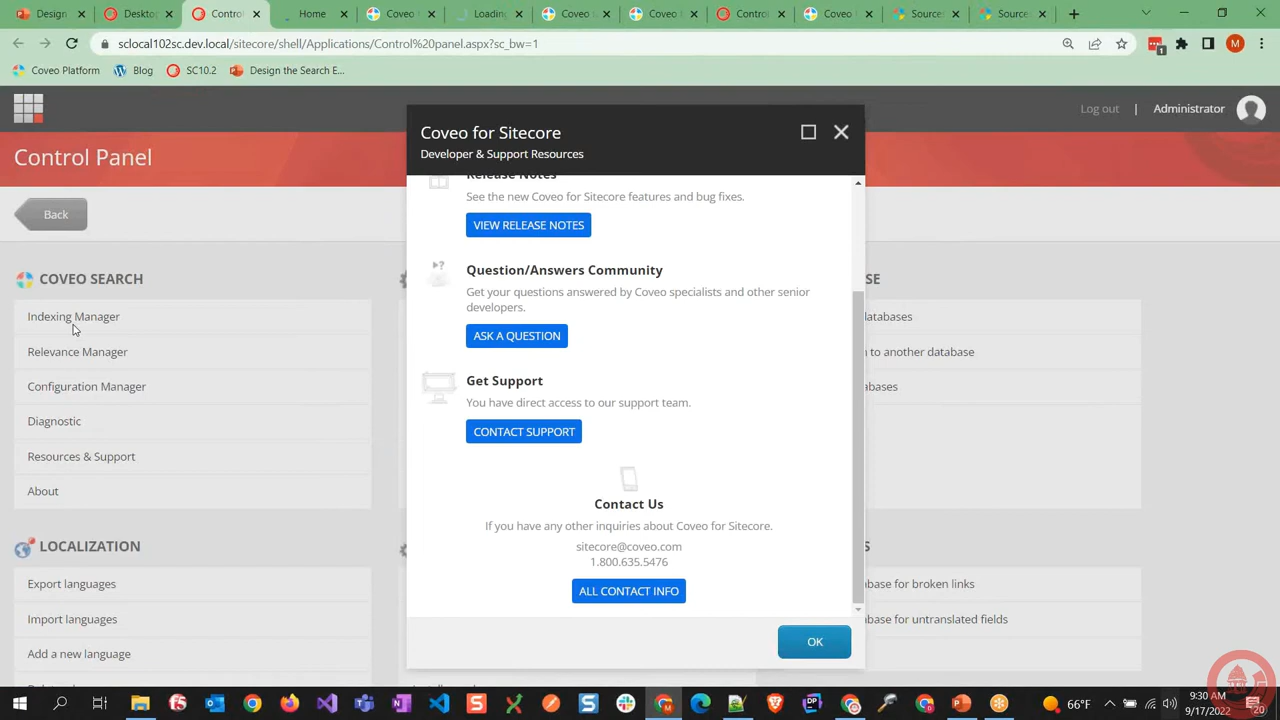 Design
Desktop
Control
Home
Coveo
Loading
Coveo
Coveo
Control
Coveo
Sources
Sources
sclocal102sc.dev.local/sitecore/shell/Applications/Control%20panel.aspx?sc_bw=1
M
1
Coveo Platform
Blog
SC10.2
Design the Search E...
Log out | Administrator
Control Panel
Back
Coveo for Sitecore
Developer & Support Resources
Release Notes
See the new Coveo for Sitecore features and bug fixes.
VIEW RELEASE NOTES
Question/Answers Community
Get your questions answered by Coveo specialists and other senior
developers.
ASK A QUESTION
Get Support
You have direct access to our support team.
CONTACT SUPPORT
Contact Us
If you have any other inquiries about Coveo for Sitecore.
sitecore@coveo.com
1.800.635.5476
ALL CONTACT INFO
OK
COVEO SEARCH
Indexing Manager
Relevance Manager
Configuration Manager
Diagnostic
Resources & Support
About
LOCALIZATION
Export languages
Import languages
Add a new language
to another database
base for broken links
base for untranslated fields
66°F
9:30 AM
9/17/2022
20